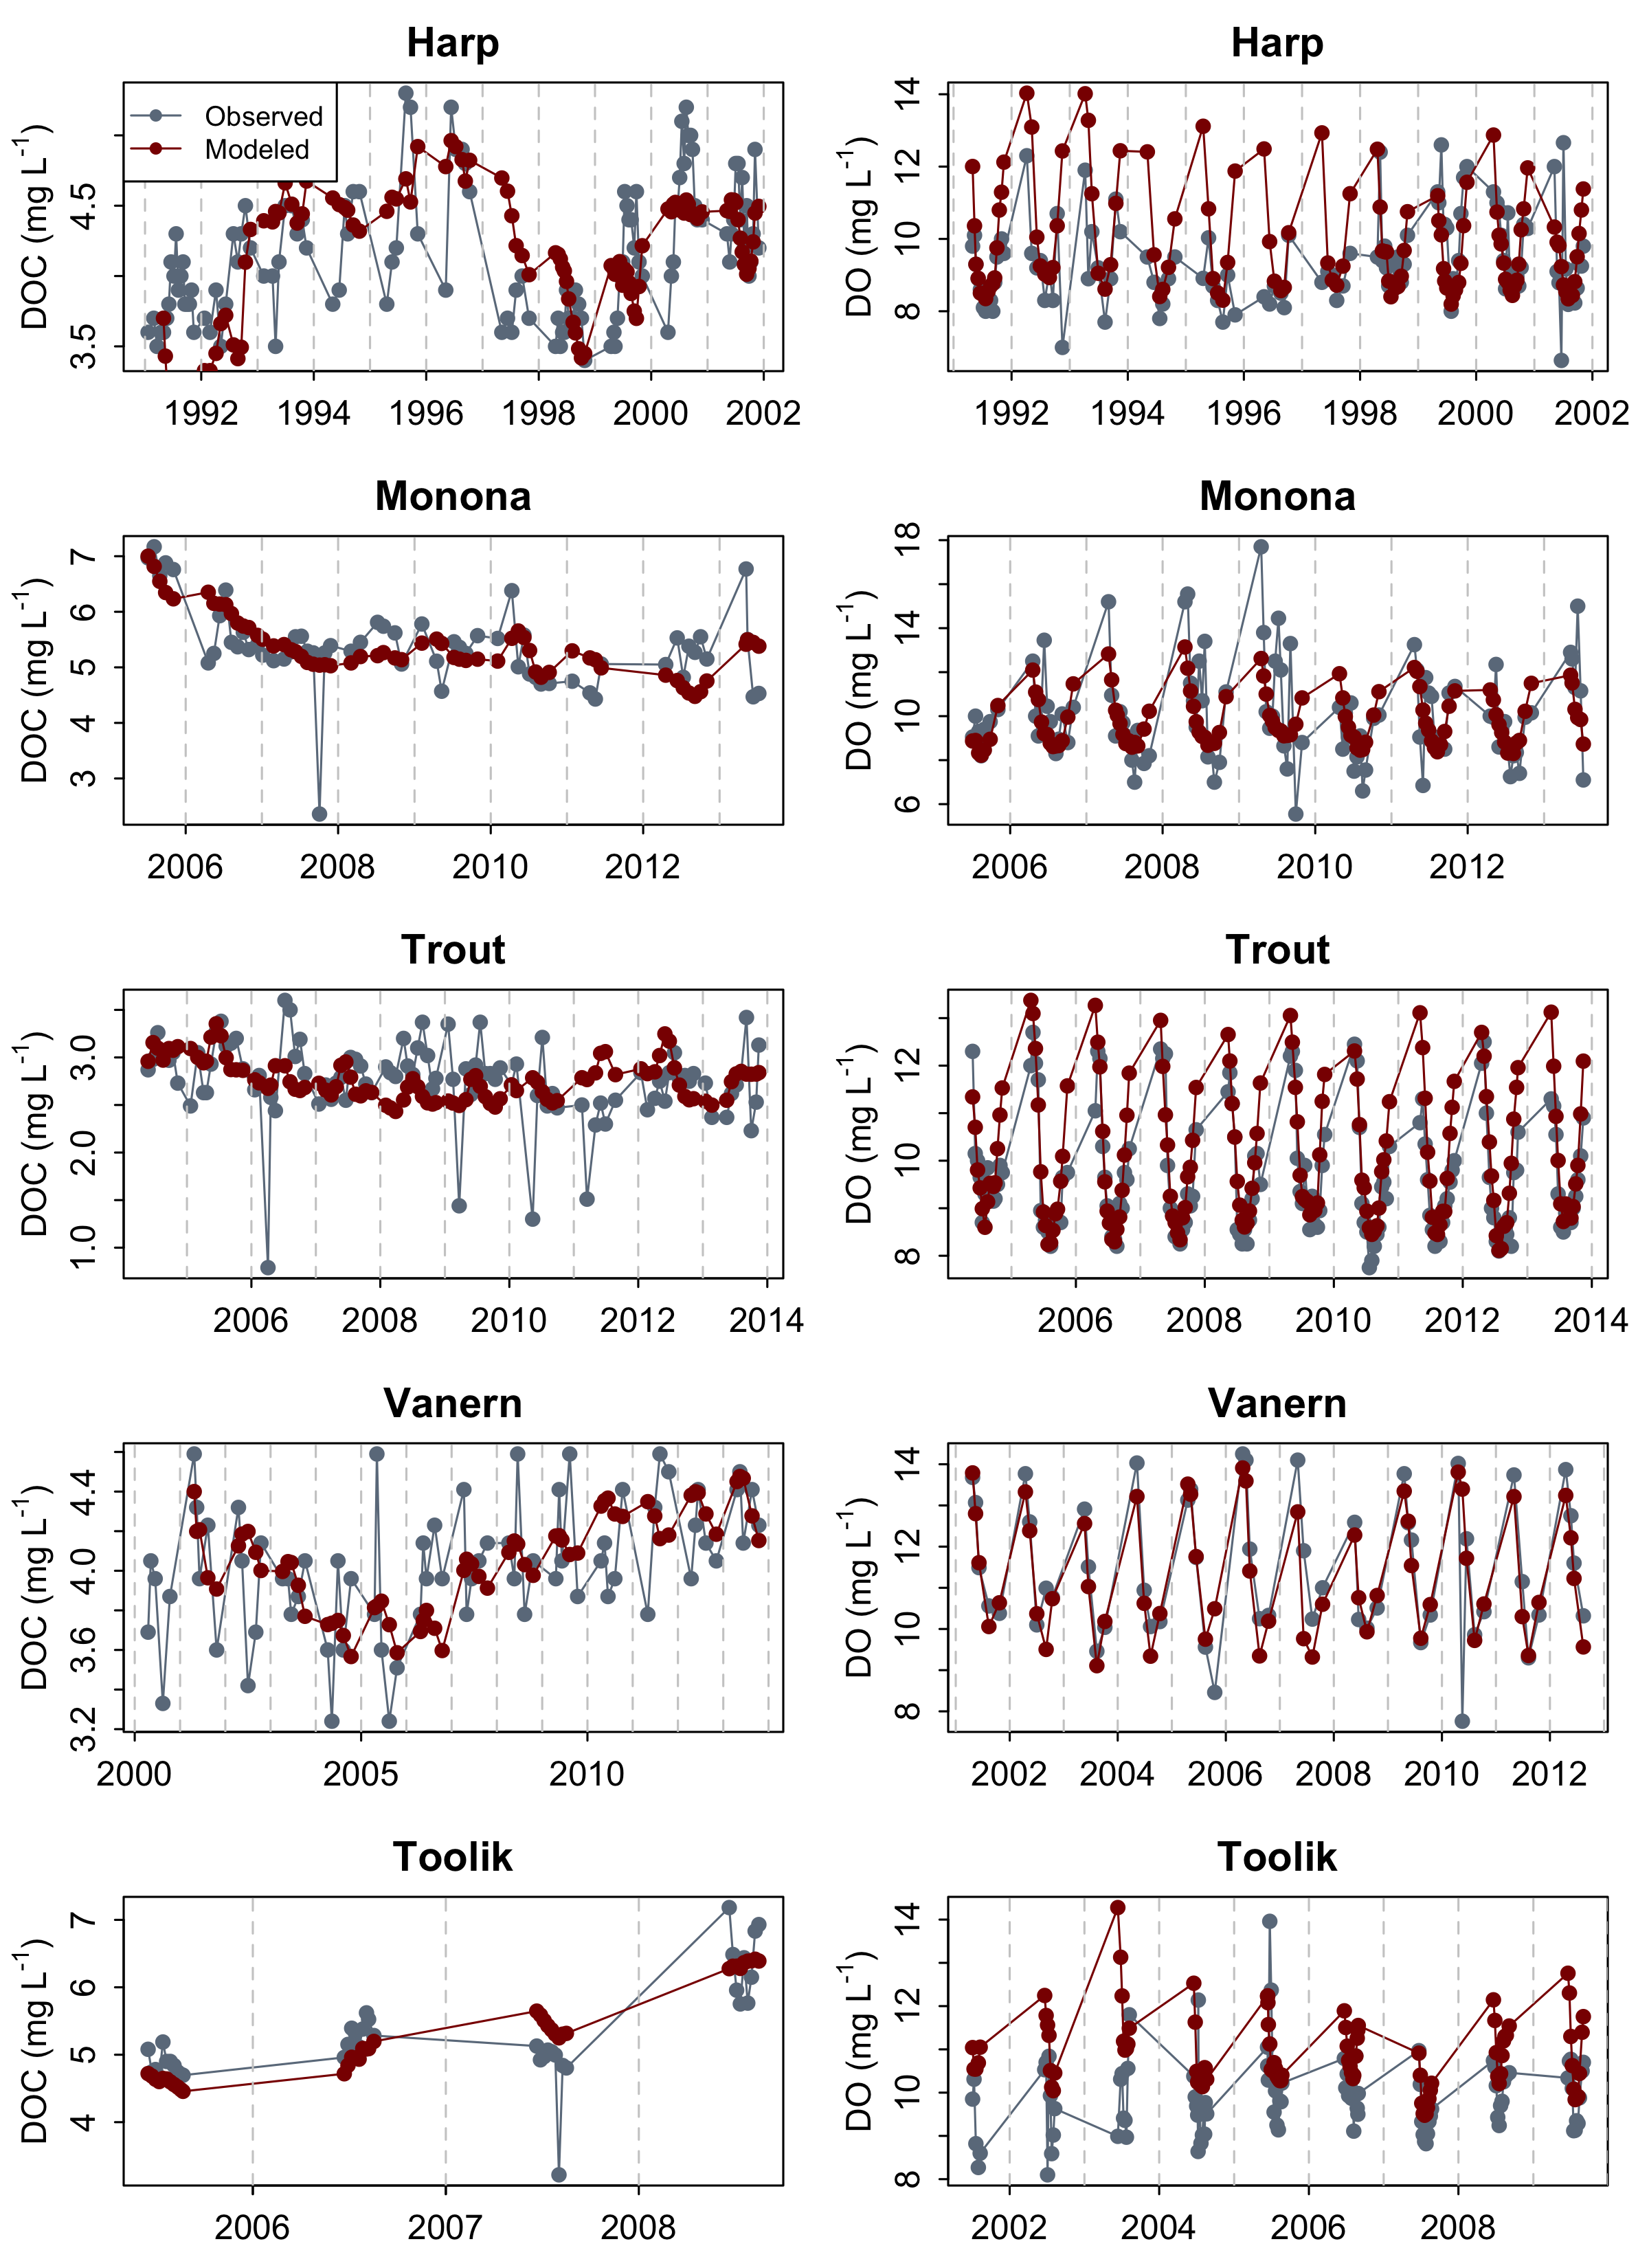 Harp
DOC (mg L-1)
3.5 4.5
Observed
Modeled
1992 1994 1996 1998 2000 2002
Harp
DO (mg L-1)
8 10 12 14
1992 1994 1996 1998 2000 2002
Monona
DOC (mg L-1)
3 4 5 6 7
2006 2008 2010 2012
Monona
DO (mg L-1)
6 10 14 18
2006 2008 2010 2012
Trout
DOC (mg L-1)
1.0 2.0 3.0
2006 2008 2010 2012 2014
Trout
DO (mg L-1)
8 10 12
2006 2008 2010 2012 2014
Vanern
DOC (mg L-1)
3.2 3.6 4.0 4.4
2000 2005 2010
Vanern
DO (mg L-1)
8 10 12 14
2002 2004 2006 2008 2010 2012
Toolik
DOC (mg L-1)
4 5 6 7
2006 2007 2008
Toolik
DO (mg L-1)
8 10 12 14
2002 2004 2006 2008